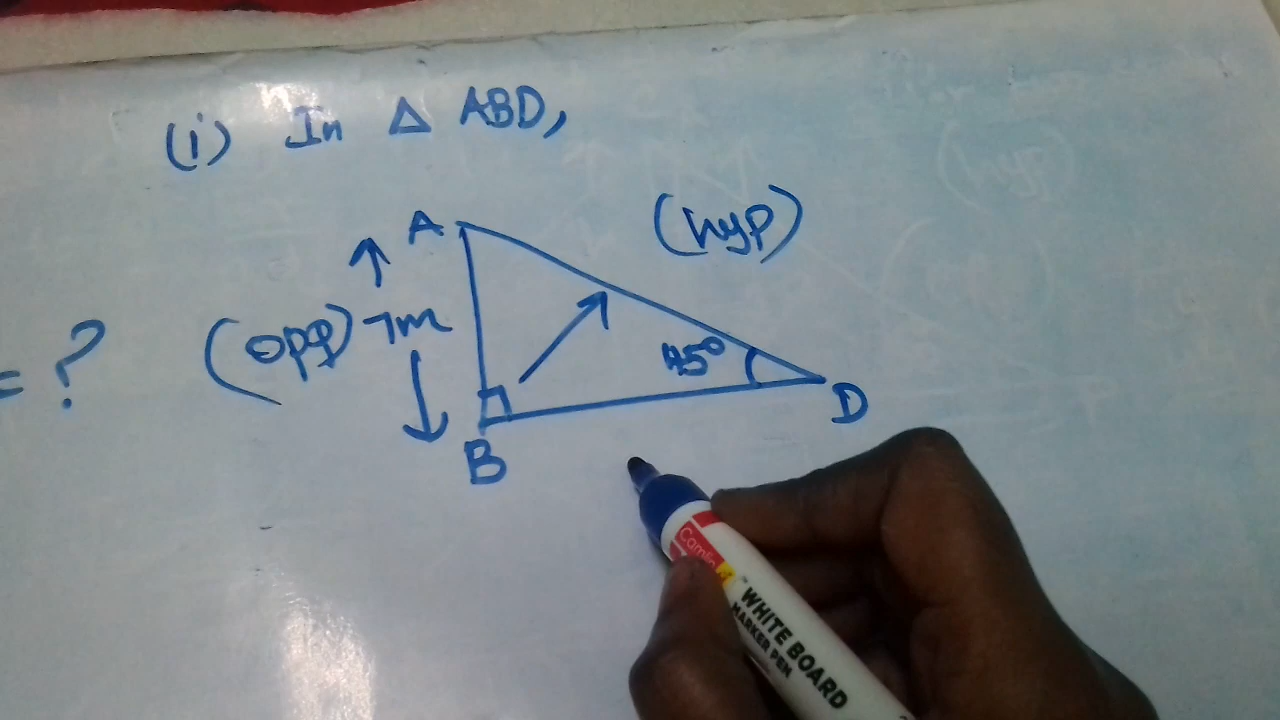 (i) In Δ ABD,
A
(hyp)
= ?
(opp) 7m
45°
D
B
Camlin
WHITE BOARD
MARKER PEN